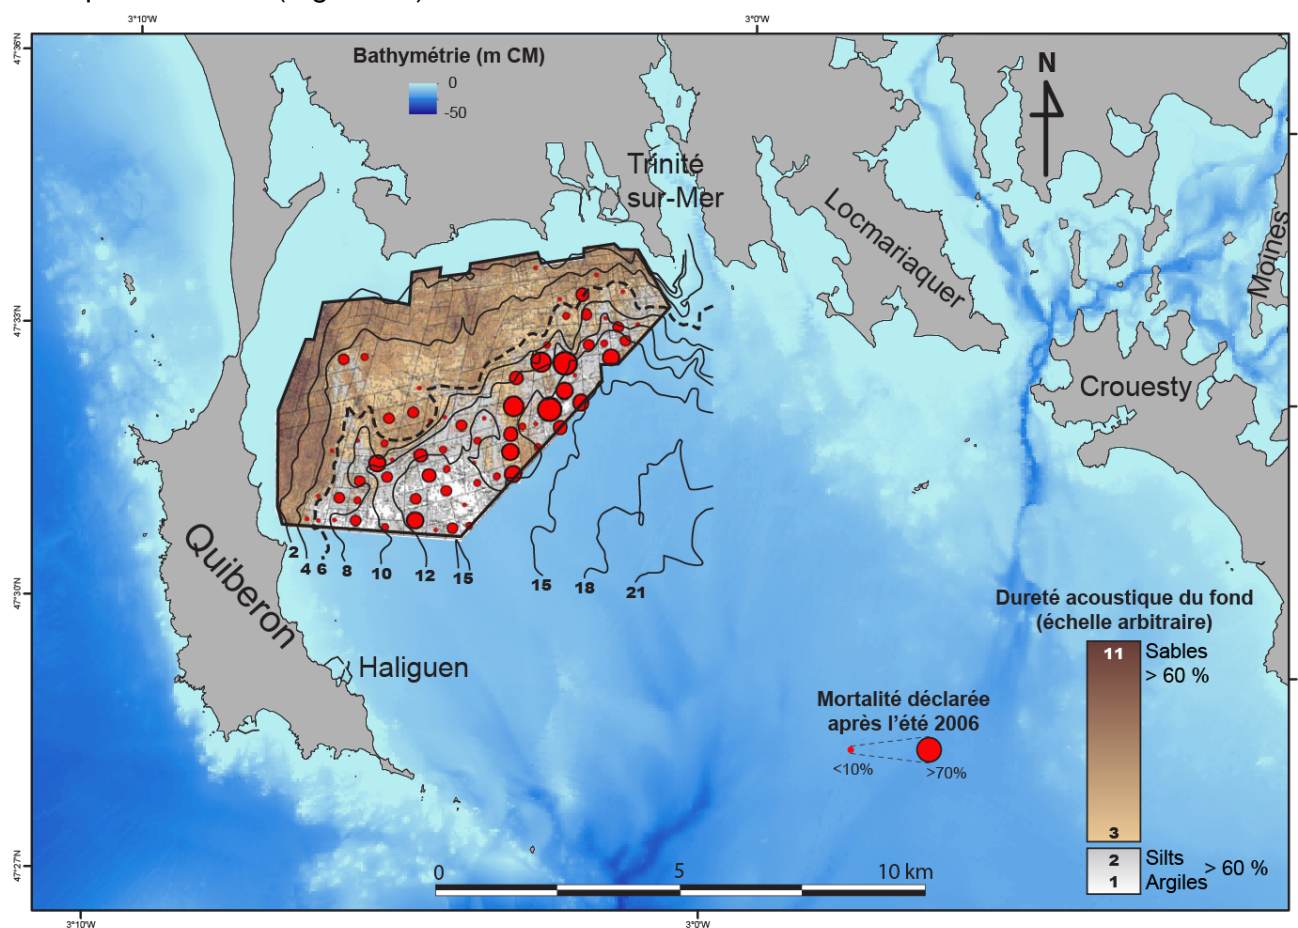 3°10'W
3°0'W
47°36'N
Bathymétrie (m CM)
0
-50
N
Trinité
sur-Mer
Locmariaquer
Moines
47°33'N
Crouesty
Quiberon
2
4
6
8
10
12
15
15
18
21
47°30'N
Dureté acoustique du fond
(échelle arbitraire)
11
Sables
> 60 %
Haliguen
Mortalité déclarée
après l'été 2006
<10%
>70%
3
2
Silts
> 60 %
1
Argiles
47°27'N
0
5
10 km
3°10'W
3°0'W